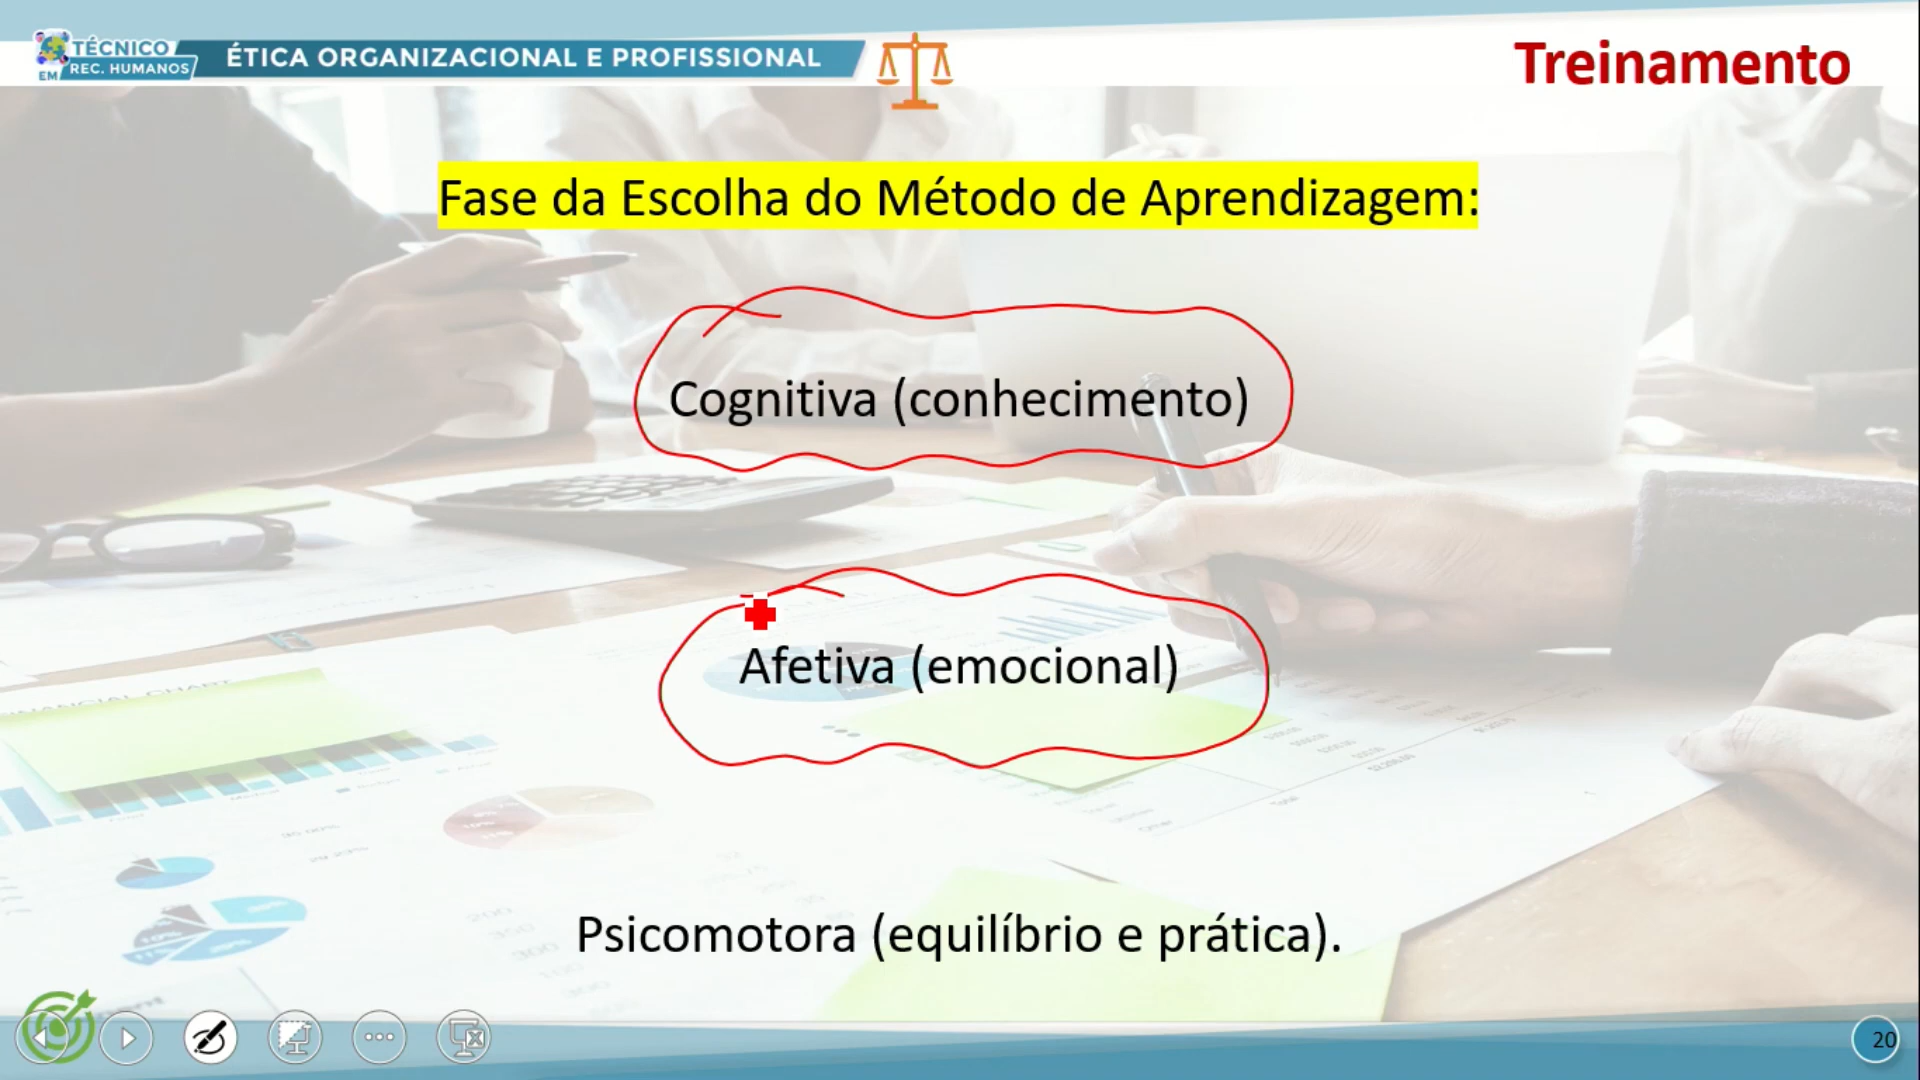 TÉCNICO
EM REC. HUMANOS
ÉTICA ORGANIZACIONAL E PROFISSIONAL
Treinamento
Fase da Escolha do Método de Aprendizagem:
Cognitiva (conhecimento)
Afetiva (emocional)
Psicomotora (equilíbrio e prática).
20